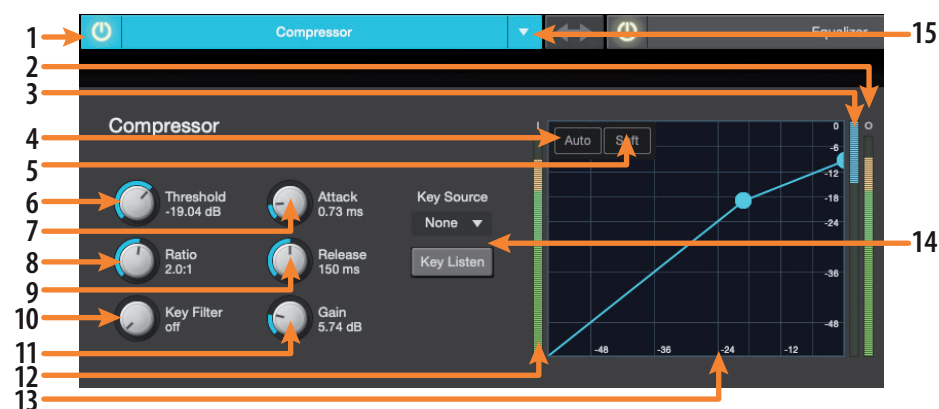 1
Compressor
Equalizer
15
2
3
Compressor
I
0
O
4
Auto
Soft
-6
5
-12
6
Threshold
-19.04 dB
Attack
0.73 ms
Key Source
-18
7
None
-24
14
8
Ratio
2.0:1
Release
150 ms
Key Listen
9
-36
10
Key Filter
off
Gain
5.74 dB
-48
11
12
-48
-36
-24
-12
13